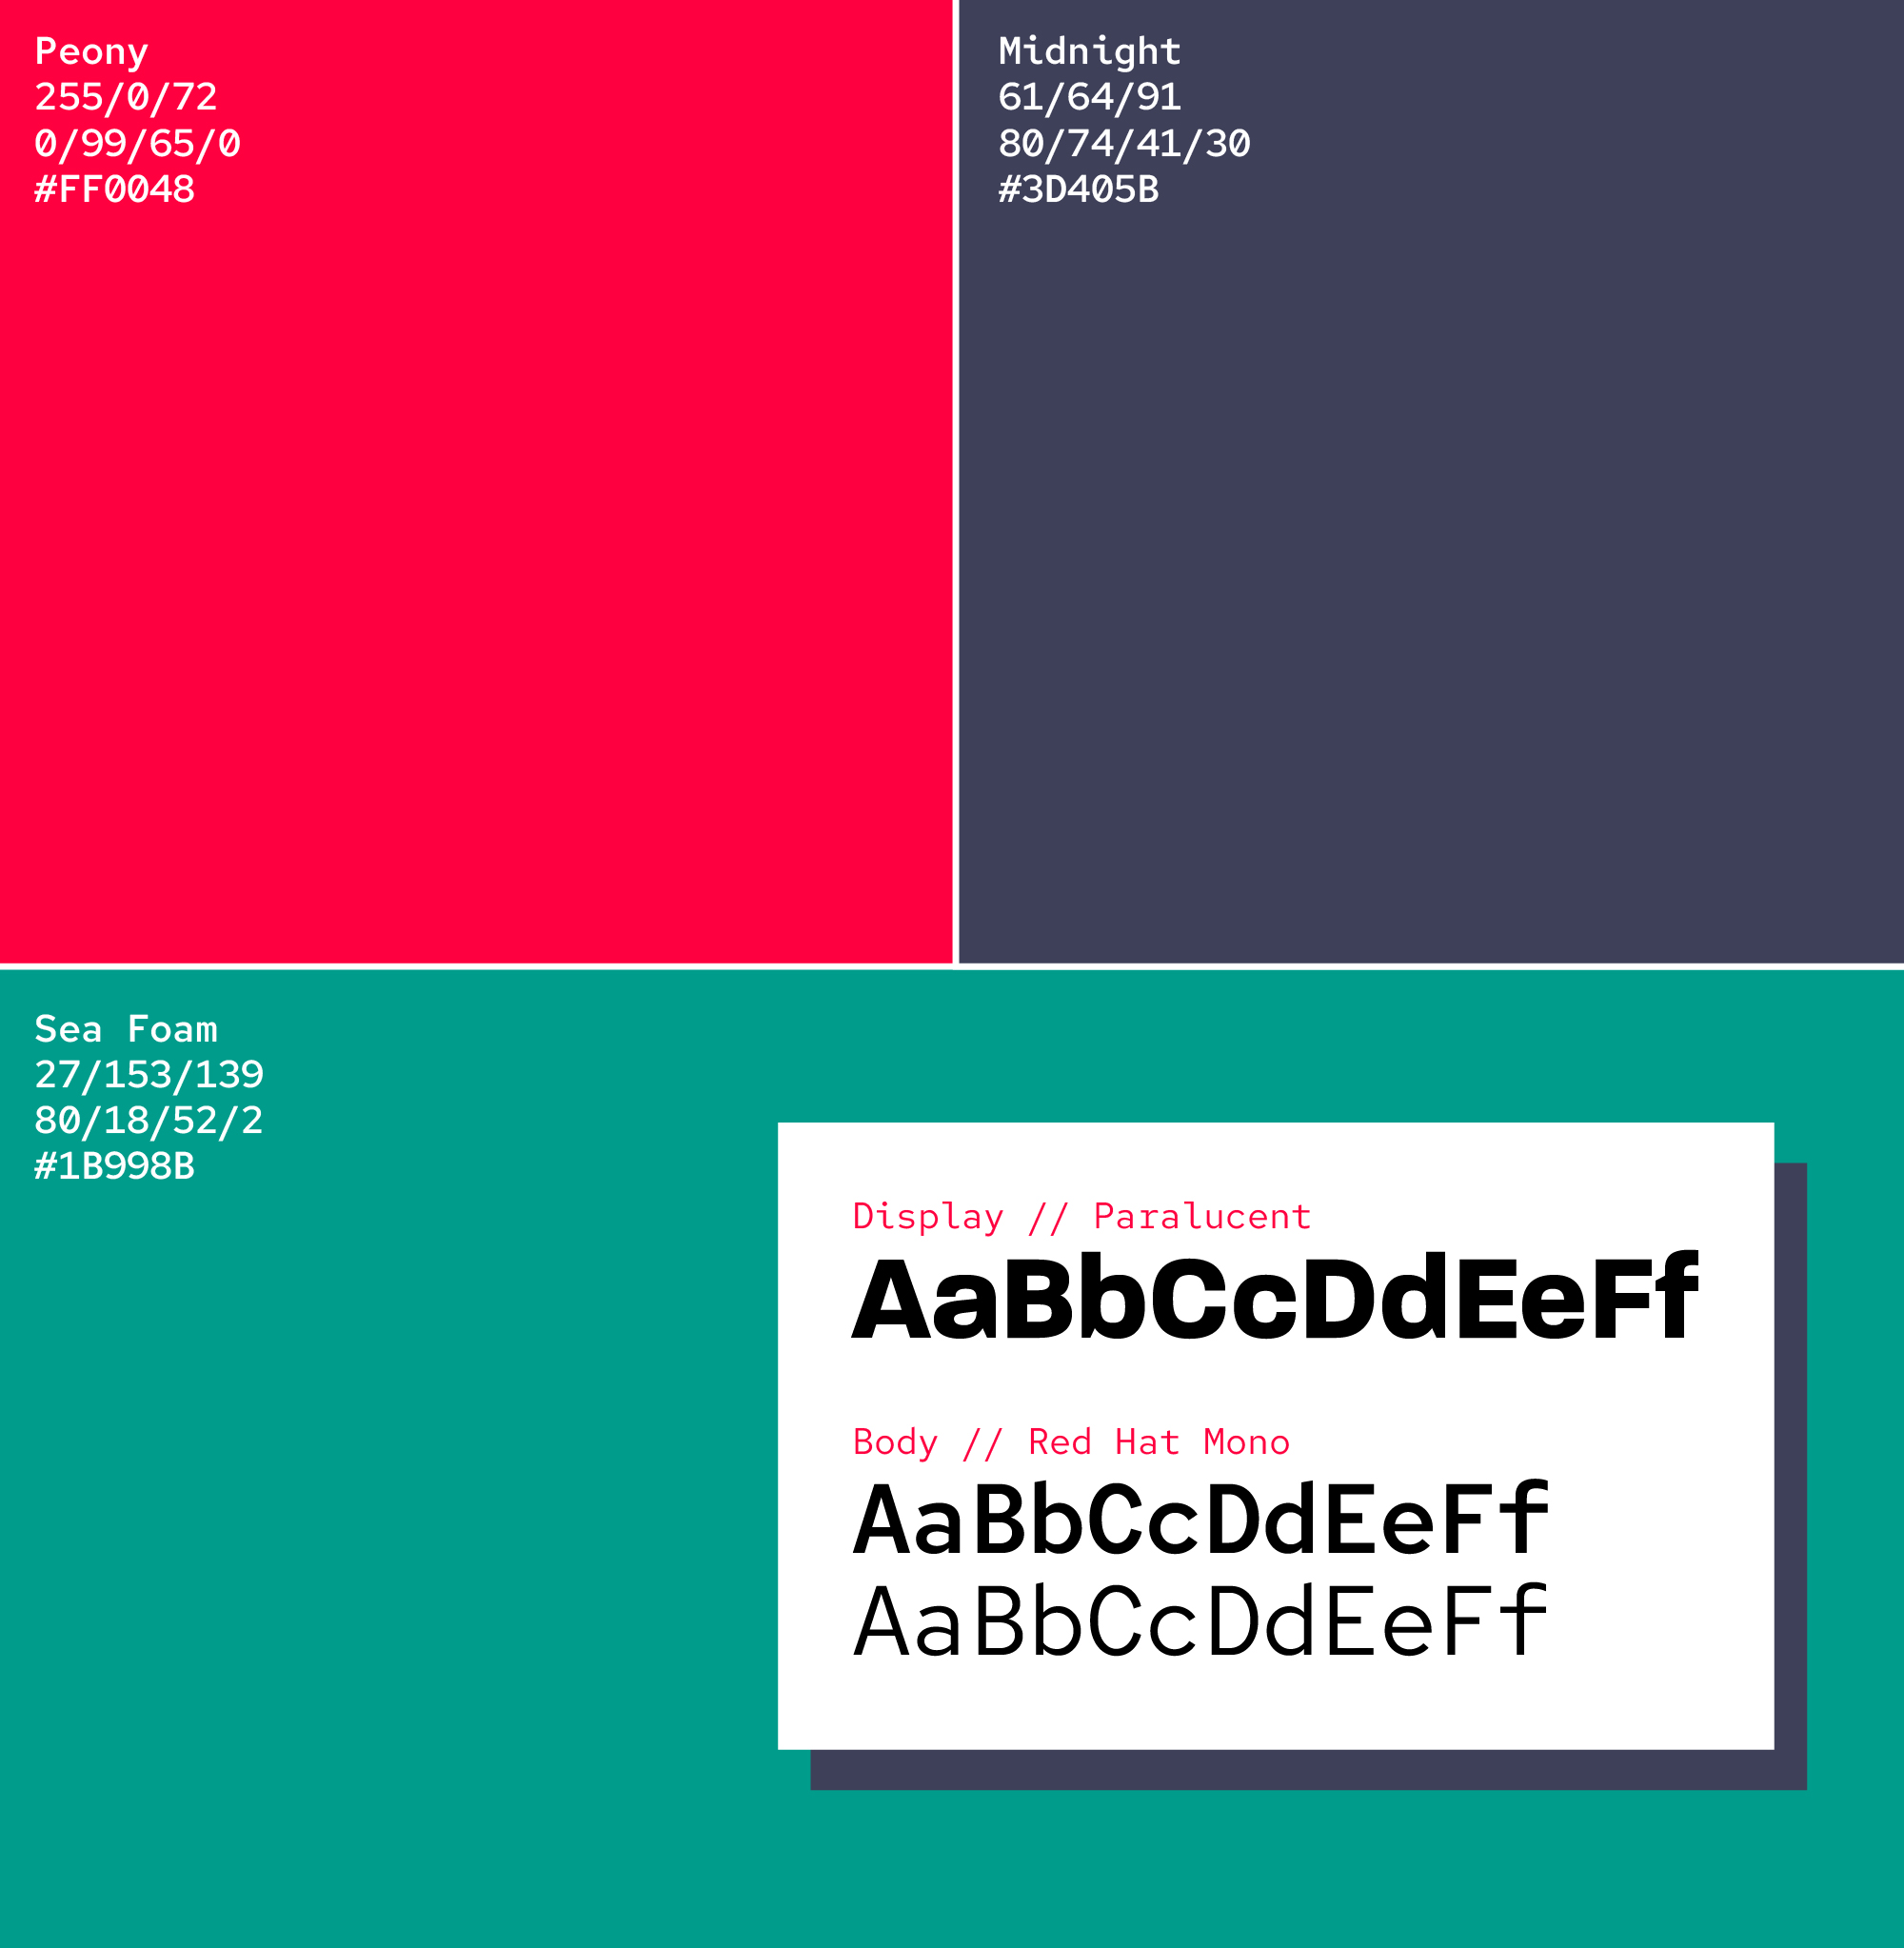 Peony
255/0/72
0/99/65/0
#FF0048
Midnight
61/64/91
80/74/41/30
#3D405B
Sea Foam
27/153/139
80/18/52/2
#1B998B
Display // Paralucent
AaBbCcDdEeFf
Body // Red Hat Mono
AaBbCcDdEeFf
AaBbCcDdEeFf